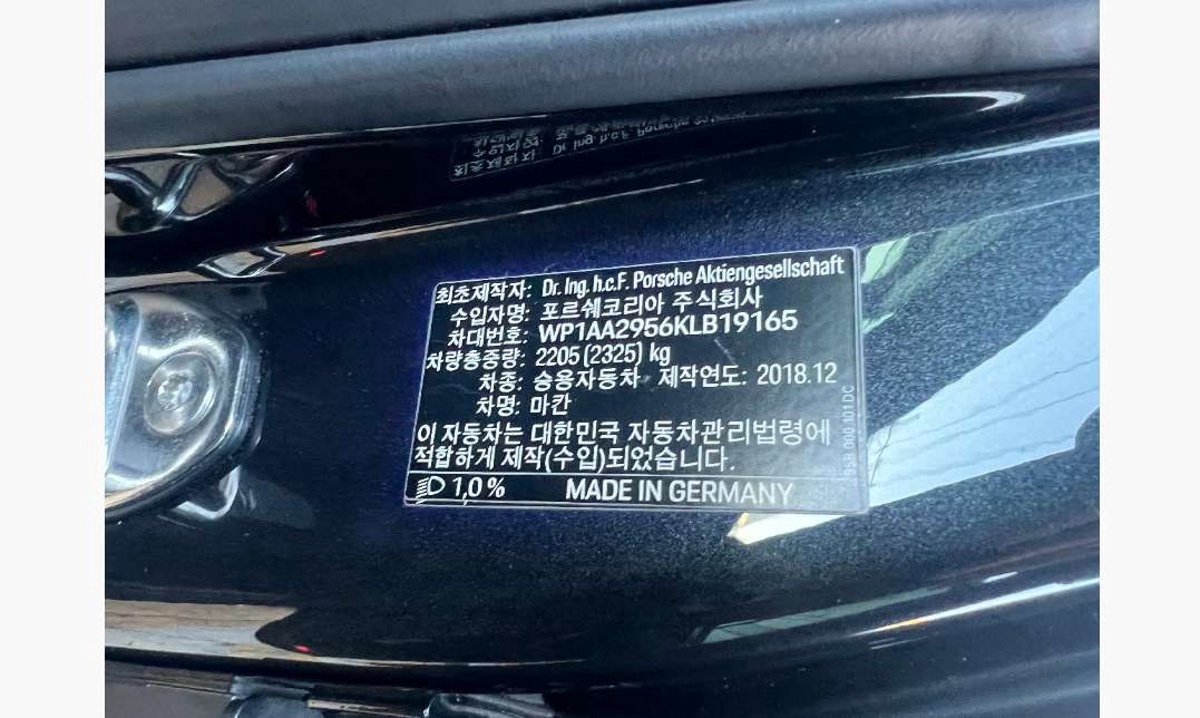 최초제작자: Dr. Ing. h.c.F. Porsche Aktiengesellschaft
수입자명: 포르쉐코리아 주식회사
차대번호: WP1AA2956KLB19165
차량총중량: 2205 (2325) kg
차종: 승용자동차 제작연도: 2018.12
차명: 마칸
이 자동차는 대한민국 자동차관리법령에
적합하게 제작(수입)되었습니다.
1,0 % MADE IN GERMANY